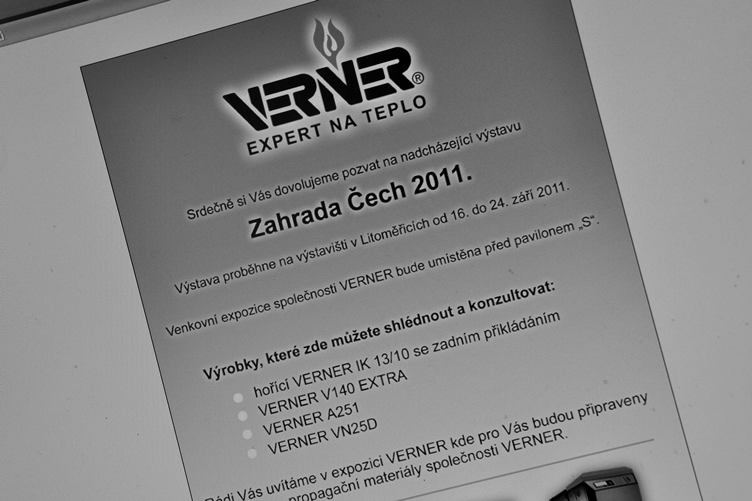 VERNER®
EXPERT NA TEPLO
Srdečně si Vás dovolujeme pozvat na nadcházející výstavu
Zahrada Čech 2011.
Výstava proběhne na výstavišti v Litoměřicích od 16. do 24. září 2011.
Venkovní expozice společnosti VERNER bude umístěna před pavilonem „S“.
Výrobky, které zde můžete shlédnout a konzultovat:
hořící VERNER IK 13/10 se zadním přikládáním
VERNER V140 EXTRA
VERNER A251
VERNER VN25D
Vás uvítáme v expozici VERNER kde pro Vás budou připraveny
propagační materiály společnosti VERNER.